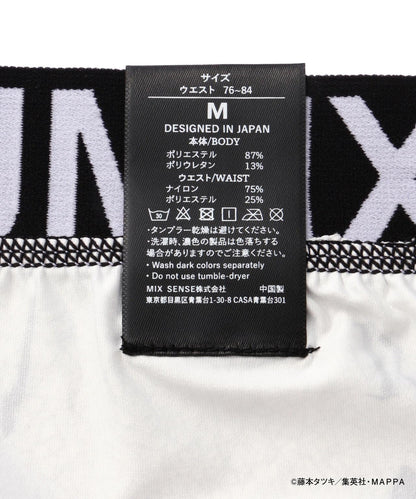 サイズ
ウエスト 76~84
M
DESIGNED IN JAPAN
本体/BODY
ポリエステル 87%
ポリウレタン 13%
ウエスト/WAIST
ナイロン 75%
ポリエステル 25%
・タンブラー乾燥は避けてください。
・洗濯時、濃色の製品は色落ちする場合がありますのでご注意ください。
・Wash dark colors separately
・Do not use tumble-dryer
MIX SENSE株式会社 中国製
東京都目黒区青葉台1-30-8 CASA青葉台301
©藤本タツキ／集英社・MAPPA